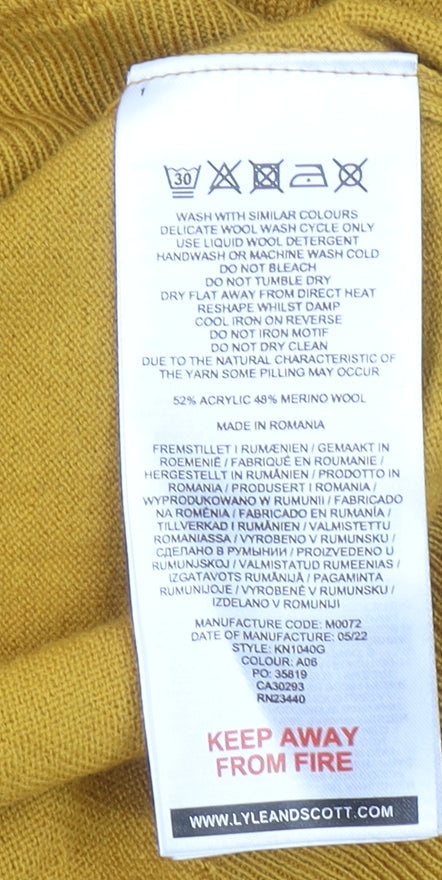 30
WASH WITH SIMILAR COLOURS
DELICATE WOOL WASH CYCLE ONLY
USE LIQUID WOOL DETERGENT
HANDWASH OR MACHINE WASH COLD
DO NOT BLEACH
DO NOT TUMBLE DRY
DRY FLAT AWAY FROM DIRECT HEAT
RESHAPE WHILST DAMP
COOL IRON ON REVERSE
DO NOT IRON MOTIF
DO NOT DRY CLEAN
DUE TO THE NATURAL CHARACTERISTIC OF
THE YARN SOME PILLING MAY OCCUR
52% ACRYLIC 48% MERINO WOOL
MADE IN ROMANIA
FREMSTILLET I RUMÆNIEN / GEMAAKT IN
ROEMENIË / FABRIQUÉ EN ROUMANIE /
HERGESTELLT IN RUMÄNIEN / PRODOTTO IN
ROMANIA / PRODUSERT I ROMANIA /
WYPRODUKOWANO W RUMUNII / FABRICADO
NA ROMÉNIA / FABRICADO EN RUMANÍA /
TILLVERKAD I RUMÄNIEN / VALMISTETTU
ROMANIASSA / VYROBENO V RUMUNSKU /
СДЕЛАНО В РУМЫНИИ / PROIZVEDENO U
RUMUNJSKOJ / VALMISTATUD RUMEENIAS /
IZGATAVOTS RUMĀNIJĀ / PAGAMINTA
RUMUNIJOJE / VYROBENÉ V RUMUNSKU /
IZDELANO V ROMUNIJI
MANUFACTURE CODE: M0072
DATE OF MANUFACTURE: 05/22
STYLE: KN1040G
COLOUR: A06
PO: 35819
CA30293
RN23440
KEEP AWAY
FROM FIRE
WWW.LYLEANDSCOTT.COM